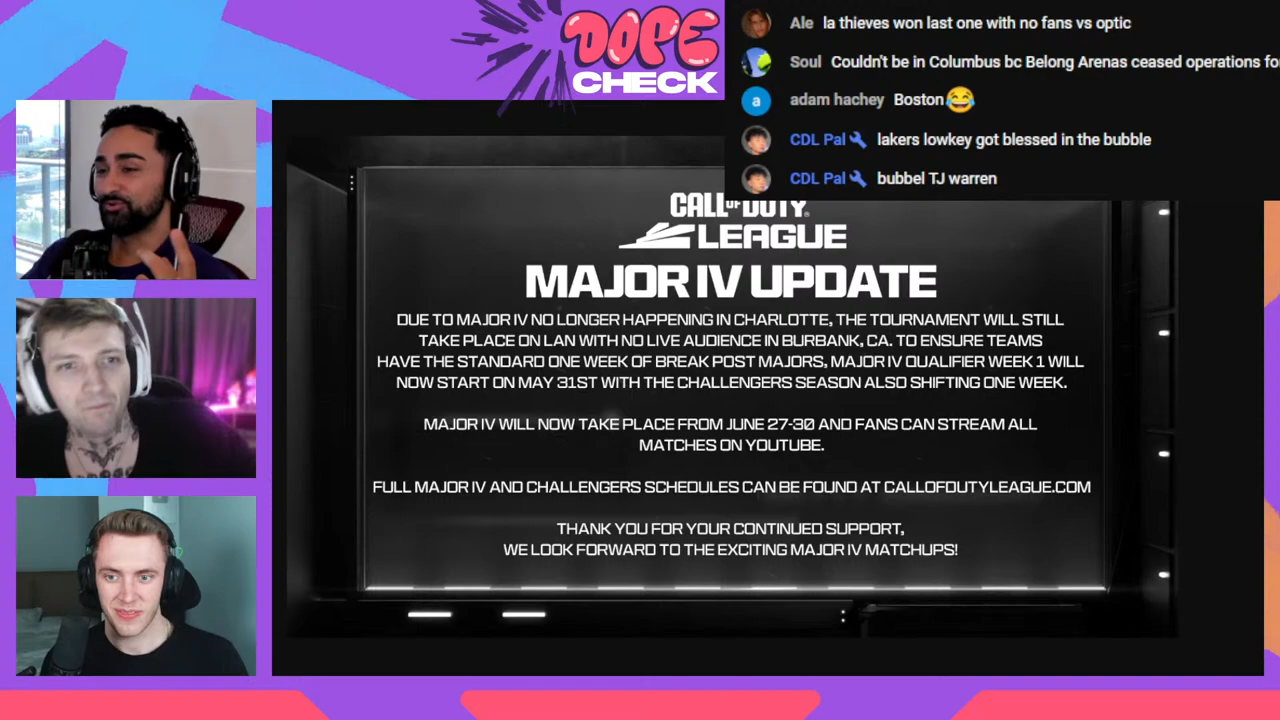 DOPE
CHECK
Ale la thieves won last one with no fans vs optic
Soul Couldn't be in Columbus bc Belong Arenas ceased operations
adam hachey Boston😂
CDL Pal lakers lowkey got blessed in the bubble
CDL Pal bubbel TJ warren
CALL OF DUTY
LEAGUE
MAJOR IV UPDATE
DUE TO MAJOR IV NO LONGER HAPPENING IN CHARLOTTE, THE TOURNAMENT WILL STILL
TAKE PLACE ON LAN WITH NO LIVE AUDIENCE IN BURBANK, CA. TO ENSURE TEAMS
HAVE THE STANDARD ONE WEEK OF BREAK POST MAJORS, MAJOR IV QUALIFIER WEEK 1 WILL
NOW START ON MAY 31ST WITH THE CHALLENGERS SEASON ALSO SHIFTING ONE WEEK.
MAJOR IV WILL NOW TAKE PLACE FROM JUNE 27-30 AND FANS CAN STREAM ALL
MATCHES ON YOUTUBE.
FULL MAJOR IV AND CHALLENGERS SCHEDULES CAN BE FOUND AT CALLOFDUTYLEAGUE.COM
THANK YOU FOR YOUR CONTINUED SUPPORT,
WE LOOK FORWARD TO THE EXCITING MAJOR IV MATCHUPS!